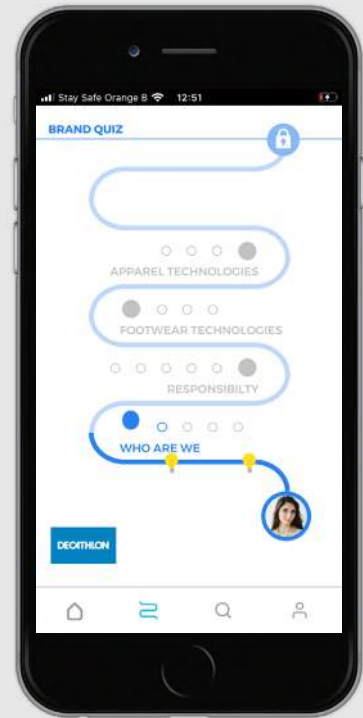 Stay Safe Orange B 12:51
BRAND QUIZ
APPAREL TECHNOLOGIES
FOOTWEAR TECHNOLOGIES
RESPONSIBILTY
WHO ARE WE
DECATHLON